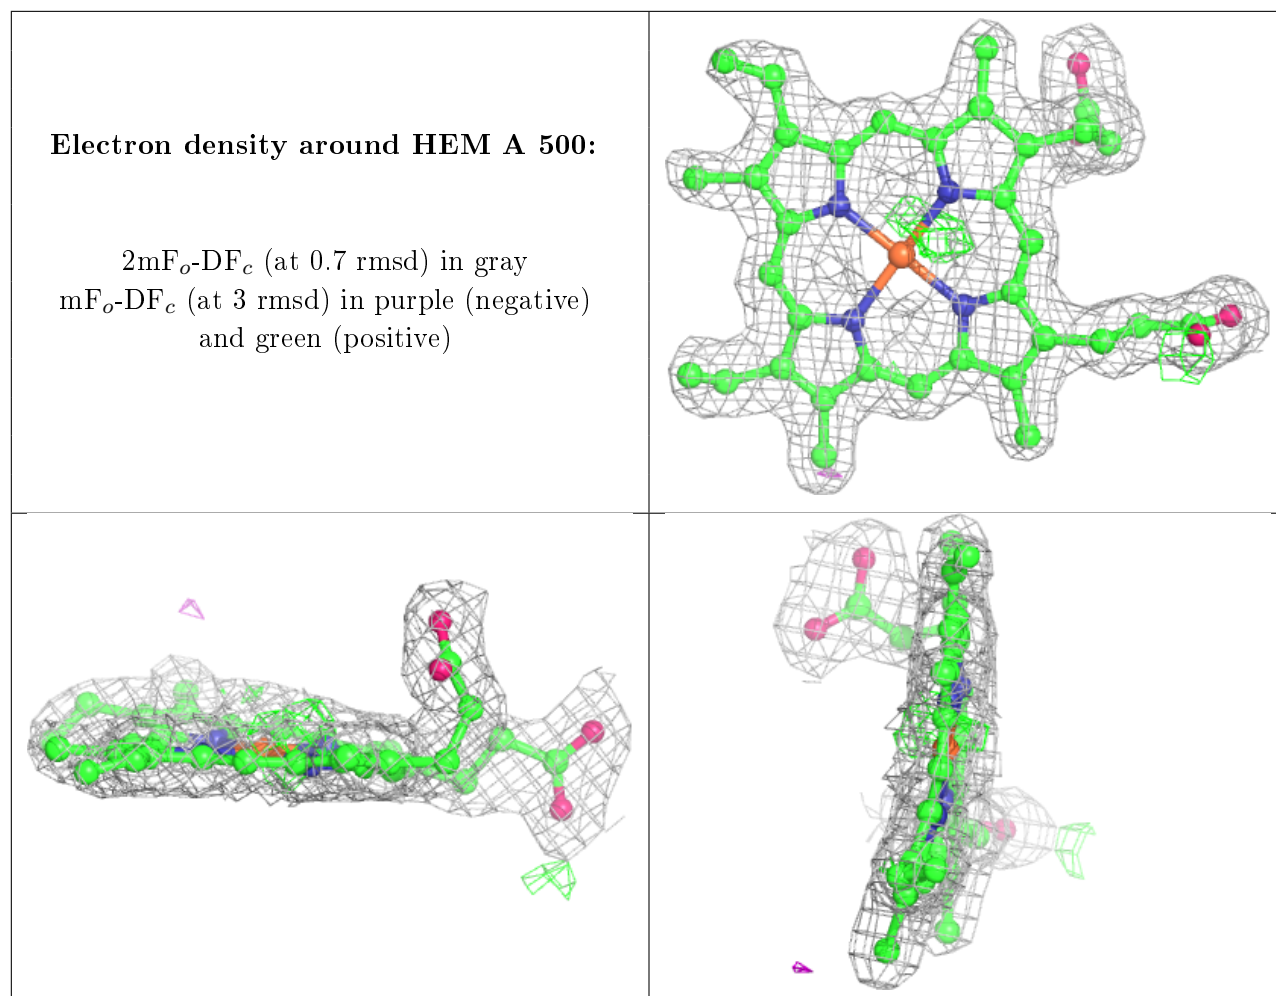 Electron density around HEM A 500:
2mFₒ-DF𝒸 (at 0.7 rmsd) in gray
mFₒ-DF𝒸 (at 3 rmsd) in purple (negative)
and green (positive)